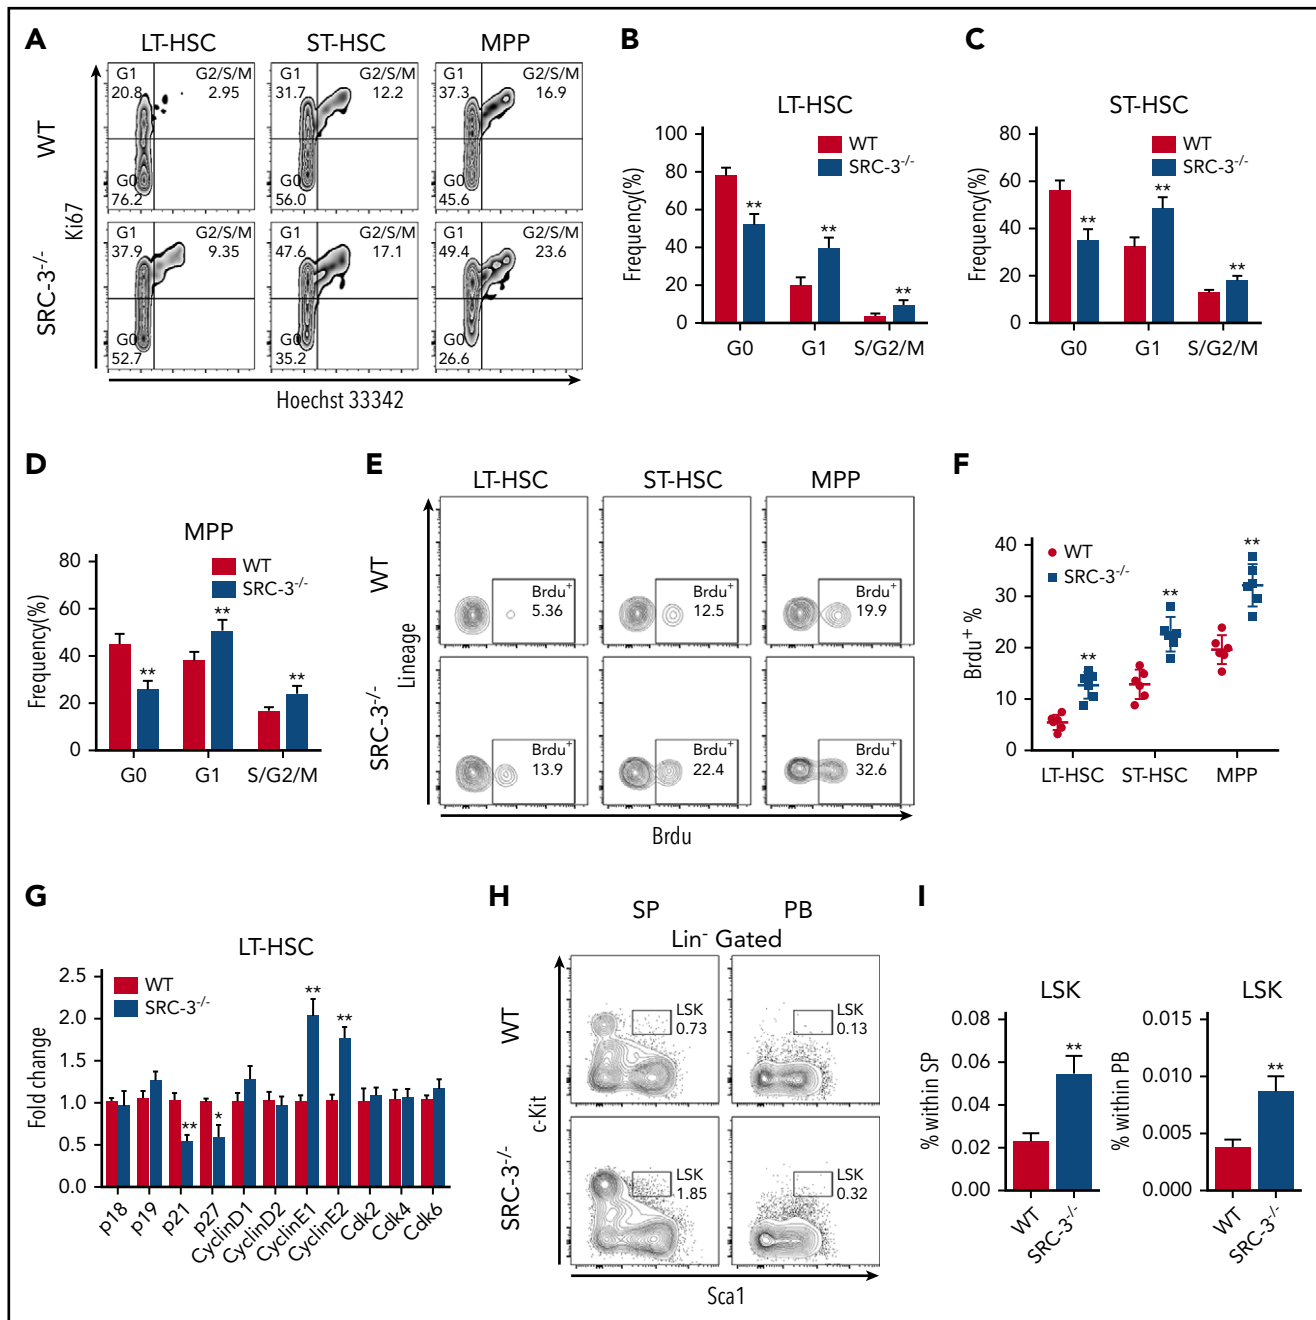 A
LT-HSC ST-HSC MPP
WT
SRC-3-/-
Ki67
G1 G2/S/M
20.8 2.95
G0
76.2
G1 G2/S/M
31.7 12.2
G0
56.0
G1 G2/S/M
37.3 16.9
G0
45.6
G1 G2/S/M
37.9 9.35
G0
52.7
G1 G2/S/M
47.6 17.1
G0
35.2
G1 G2/S/M
49.4 23.6
G0
26.6
Hoechst 33342
B
LT-HSC
WT
SRC-3-/-
Frequency(%)
100
80
60
40
20
0
** ** **
G0 G1 S/G2/M
C
ST-HSC
WT
SRC-3-/-
Frequency(%)
80
60
40
20
0
** ** **
G0 G1 S/G2/M
D
MPP
WT
SRC-3-/-
Frequency(%)
80
60
40
20
0
** ** **
G0 G1 S/G2/M
E
LT-HSC ST-HSC MPP
WT
SRC-3-/-
Lineage
Brdu+
5.36
Brdu+
12.5
Brdu+
19.9
Brdu+
13.9
Brdu+
22.4
Brdu+
32.6
Brdu
F
WT
SRC-3-/-
Brdu+ %
40
30
20
10
0
** ** **
LT-HSC ST-HSC MPP
G
LT-HSC
WT
SRC-3-/-
Fold change
2.5
2.0
1.5
1.0
0.5
0.0
** * ** **
p18 p19 p21 p27 CyclinD1 CyclinD2 CyclinE1 CyclinE2 Cdk2 Cdk4 Cdk6
H
SP PB
Lin- Gated
WT
SRC-3-/-
c-Kit
LSK
0.73
LSK
0.13
LSK
1.85
LSK
0.32
Sca1
I
LSK
% within SP
0.08
0.06
0.04
0.02
0.00
**
WT SRC-3-/-
LSK
% within PB
0.015
0.010
0.005
0.000
**
WT SRC-3-/-